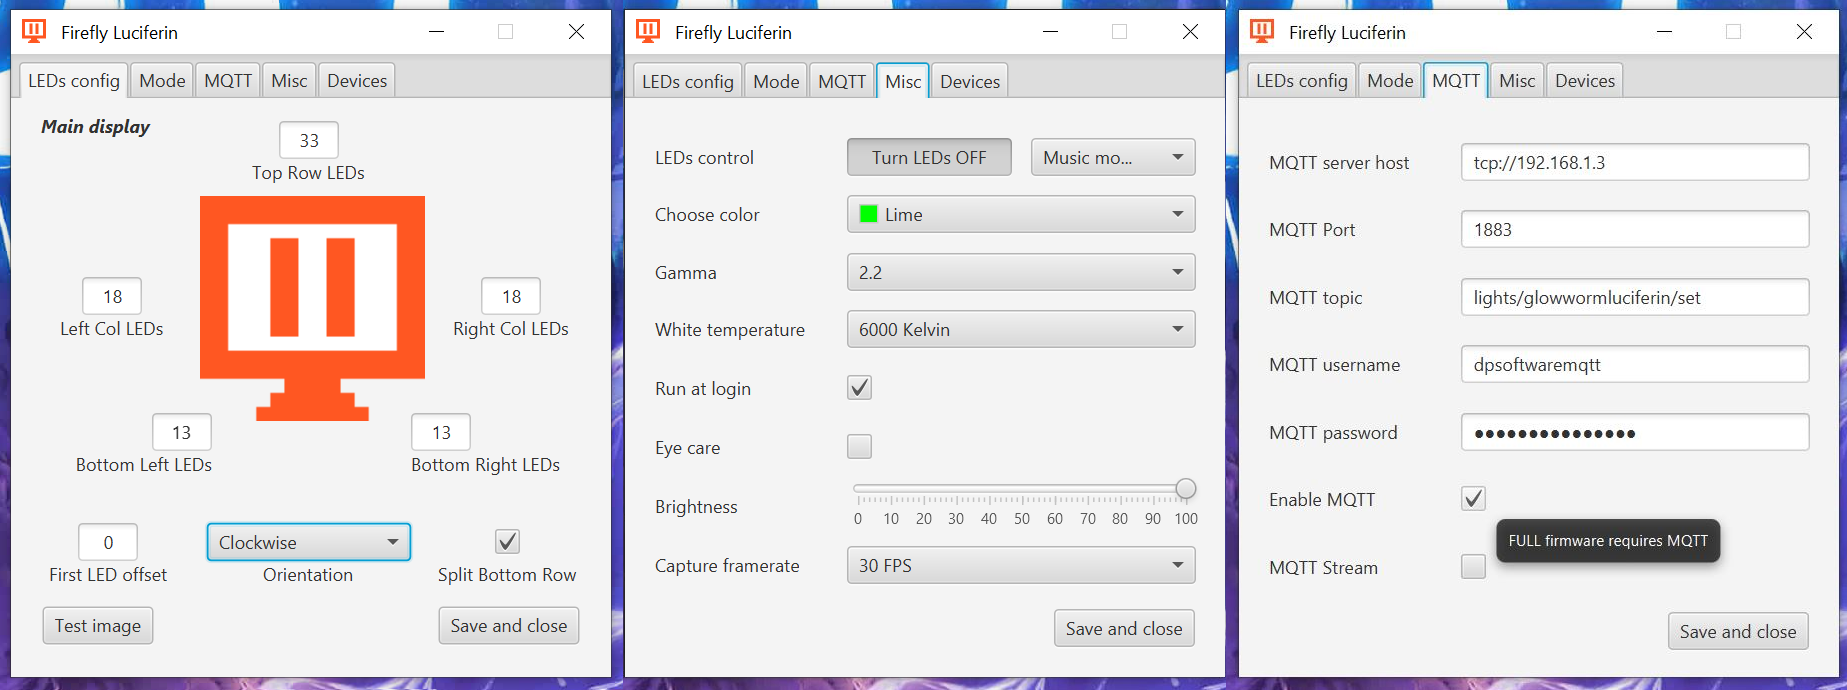 Firefly Luciferin
LEDs config Mode MQTT Misc Devices
Main display
33
Top Row LEDs
18
Left Col LEDs
18
Right Col LEDs
13
Bottom Left LEDs
13
Bottom Right LEDs
0
First LED offset
Clockwise
Orientation
Split Bottom Row
Test image
Save and close
Firefly Luciferin
LEDs config Mode MQTT Misc Devices
LEDs control Turn LEDs OFF Music mo...
Choose color Lime
Gamma 2.2
White temperature 6000 Kelvin
Run at login
Eye care
Brightness
0 10 20 30 40 50 60 70 80 90 100
Capture framerate 30 FPS
Save and close
Firefly Luciferin
LEDs config Mode MQTT Misc Devices
MQTT server host tcp://192.168.1.3
MQTT Port 1883
MQTT topic lights/glowwormluciferin/set
MQTT username dpsoftwaremqtt
MQTT password ●●●●●●●●●●●●●●●
Enable MQTT
FULL firmware requires MQTT
MQTT Stream
Save and close